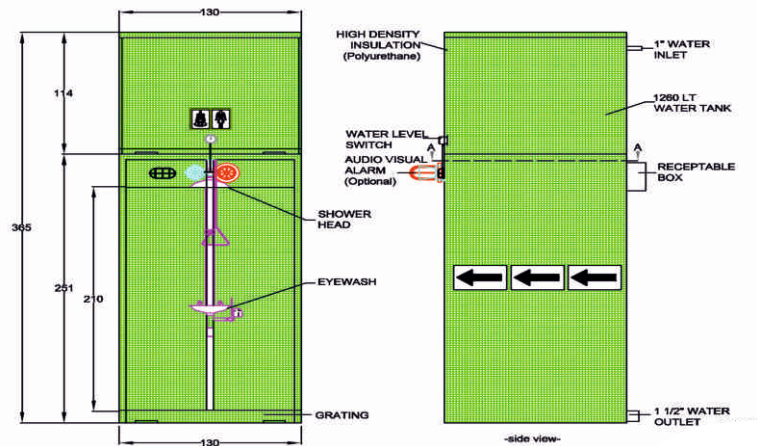 130
HIGH DENSITY
INSULATION
(Polyurethane)
1" WATER
INLET
114
1260 LT
WATER TANK
WATER LEVEL
SWITCH
A
A
AUDIO VISUAL
ALARM
(Optional)
RECEPTABLE
BOX
365
SHOWER
HEAD
251
210
EYEWASH
GRATING
1 1/2" WATER
OUTLET
130
-side view-